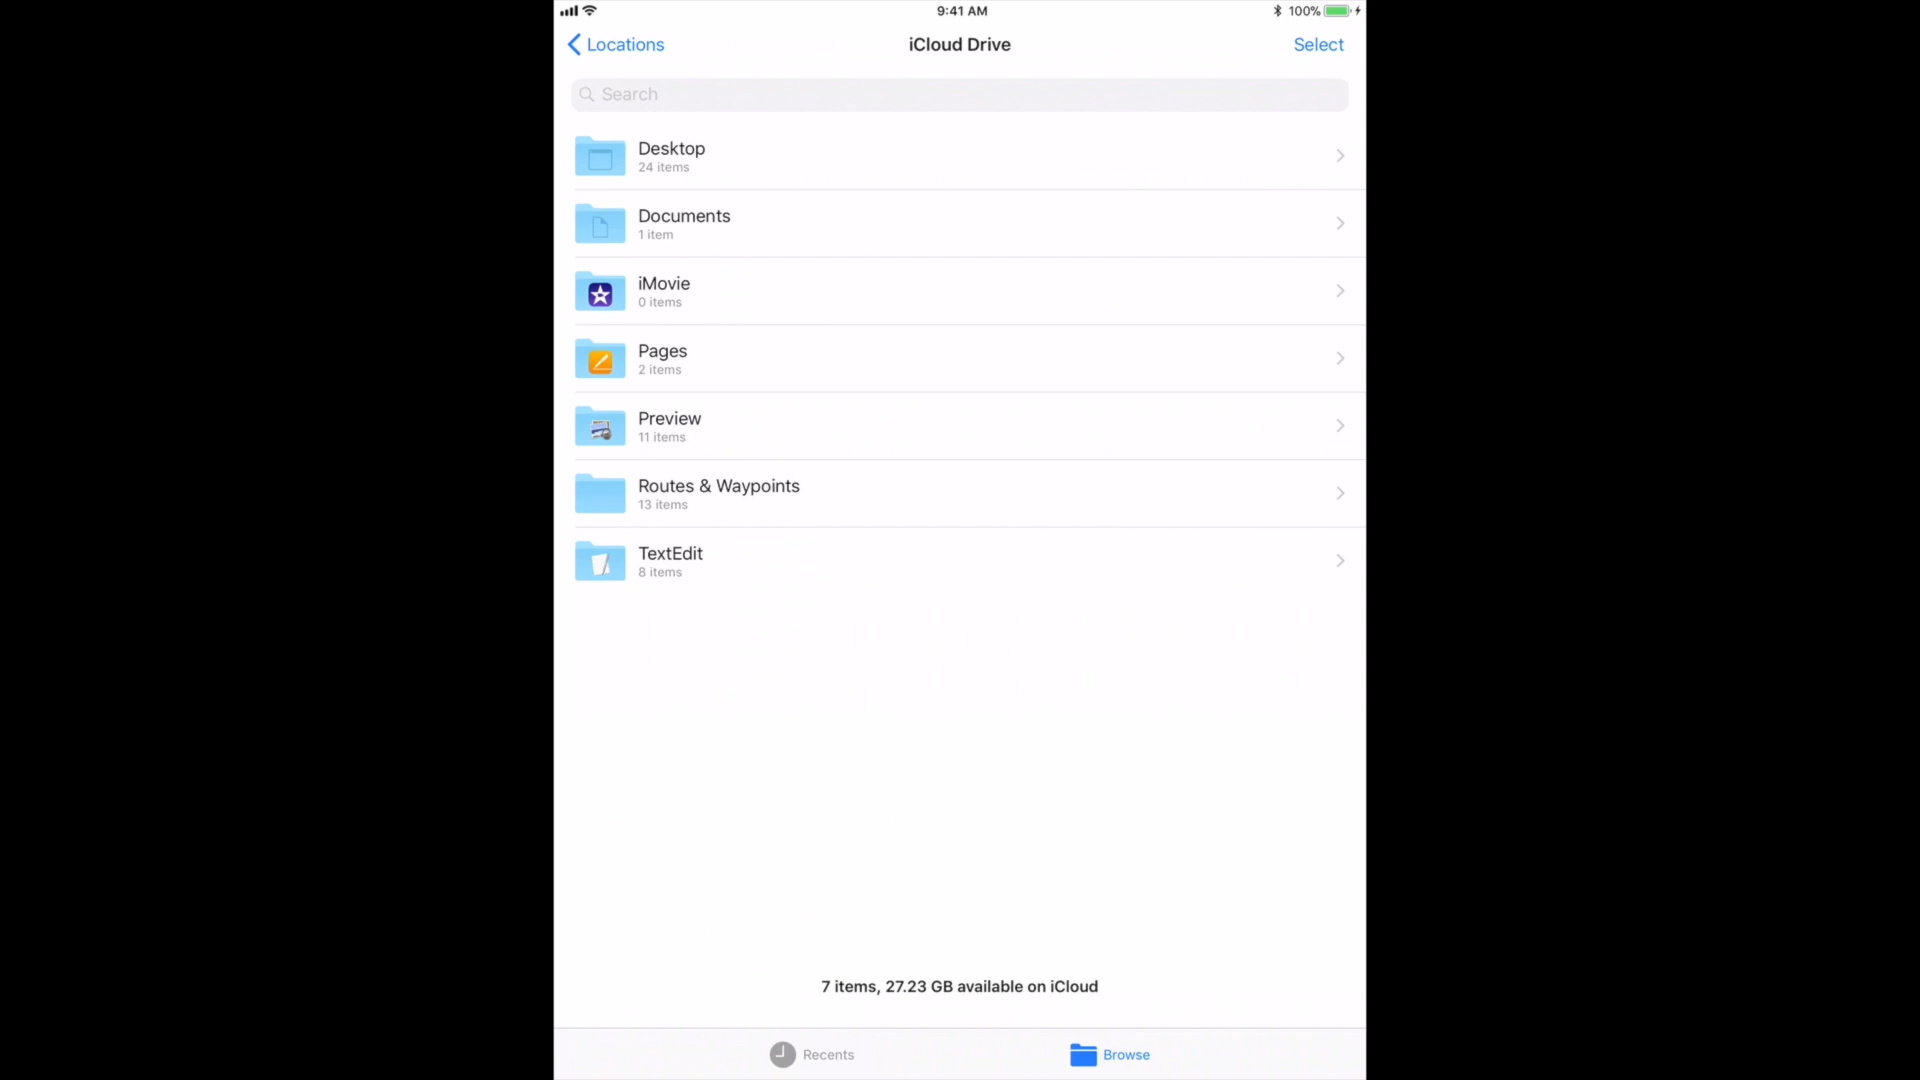 9:41 AM
100%
Locations
iCloud Drive
Select
Search
Desktop
24 items
Documents
1 item
iMovie
0 items
Pages
2 items
Preview
11 items
Routes & Waypoints
13 items
TextEdit
8 items
7 items, 27.23 GB available on iCloud
Recents
Browse